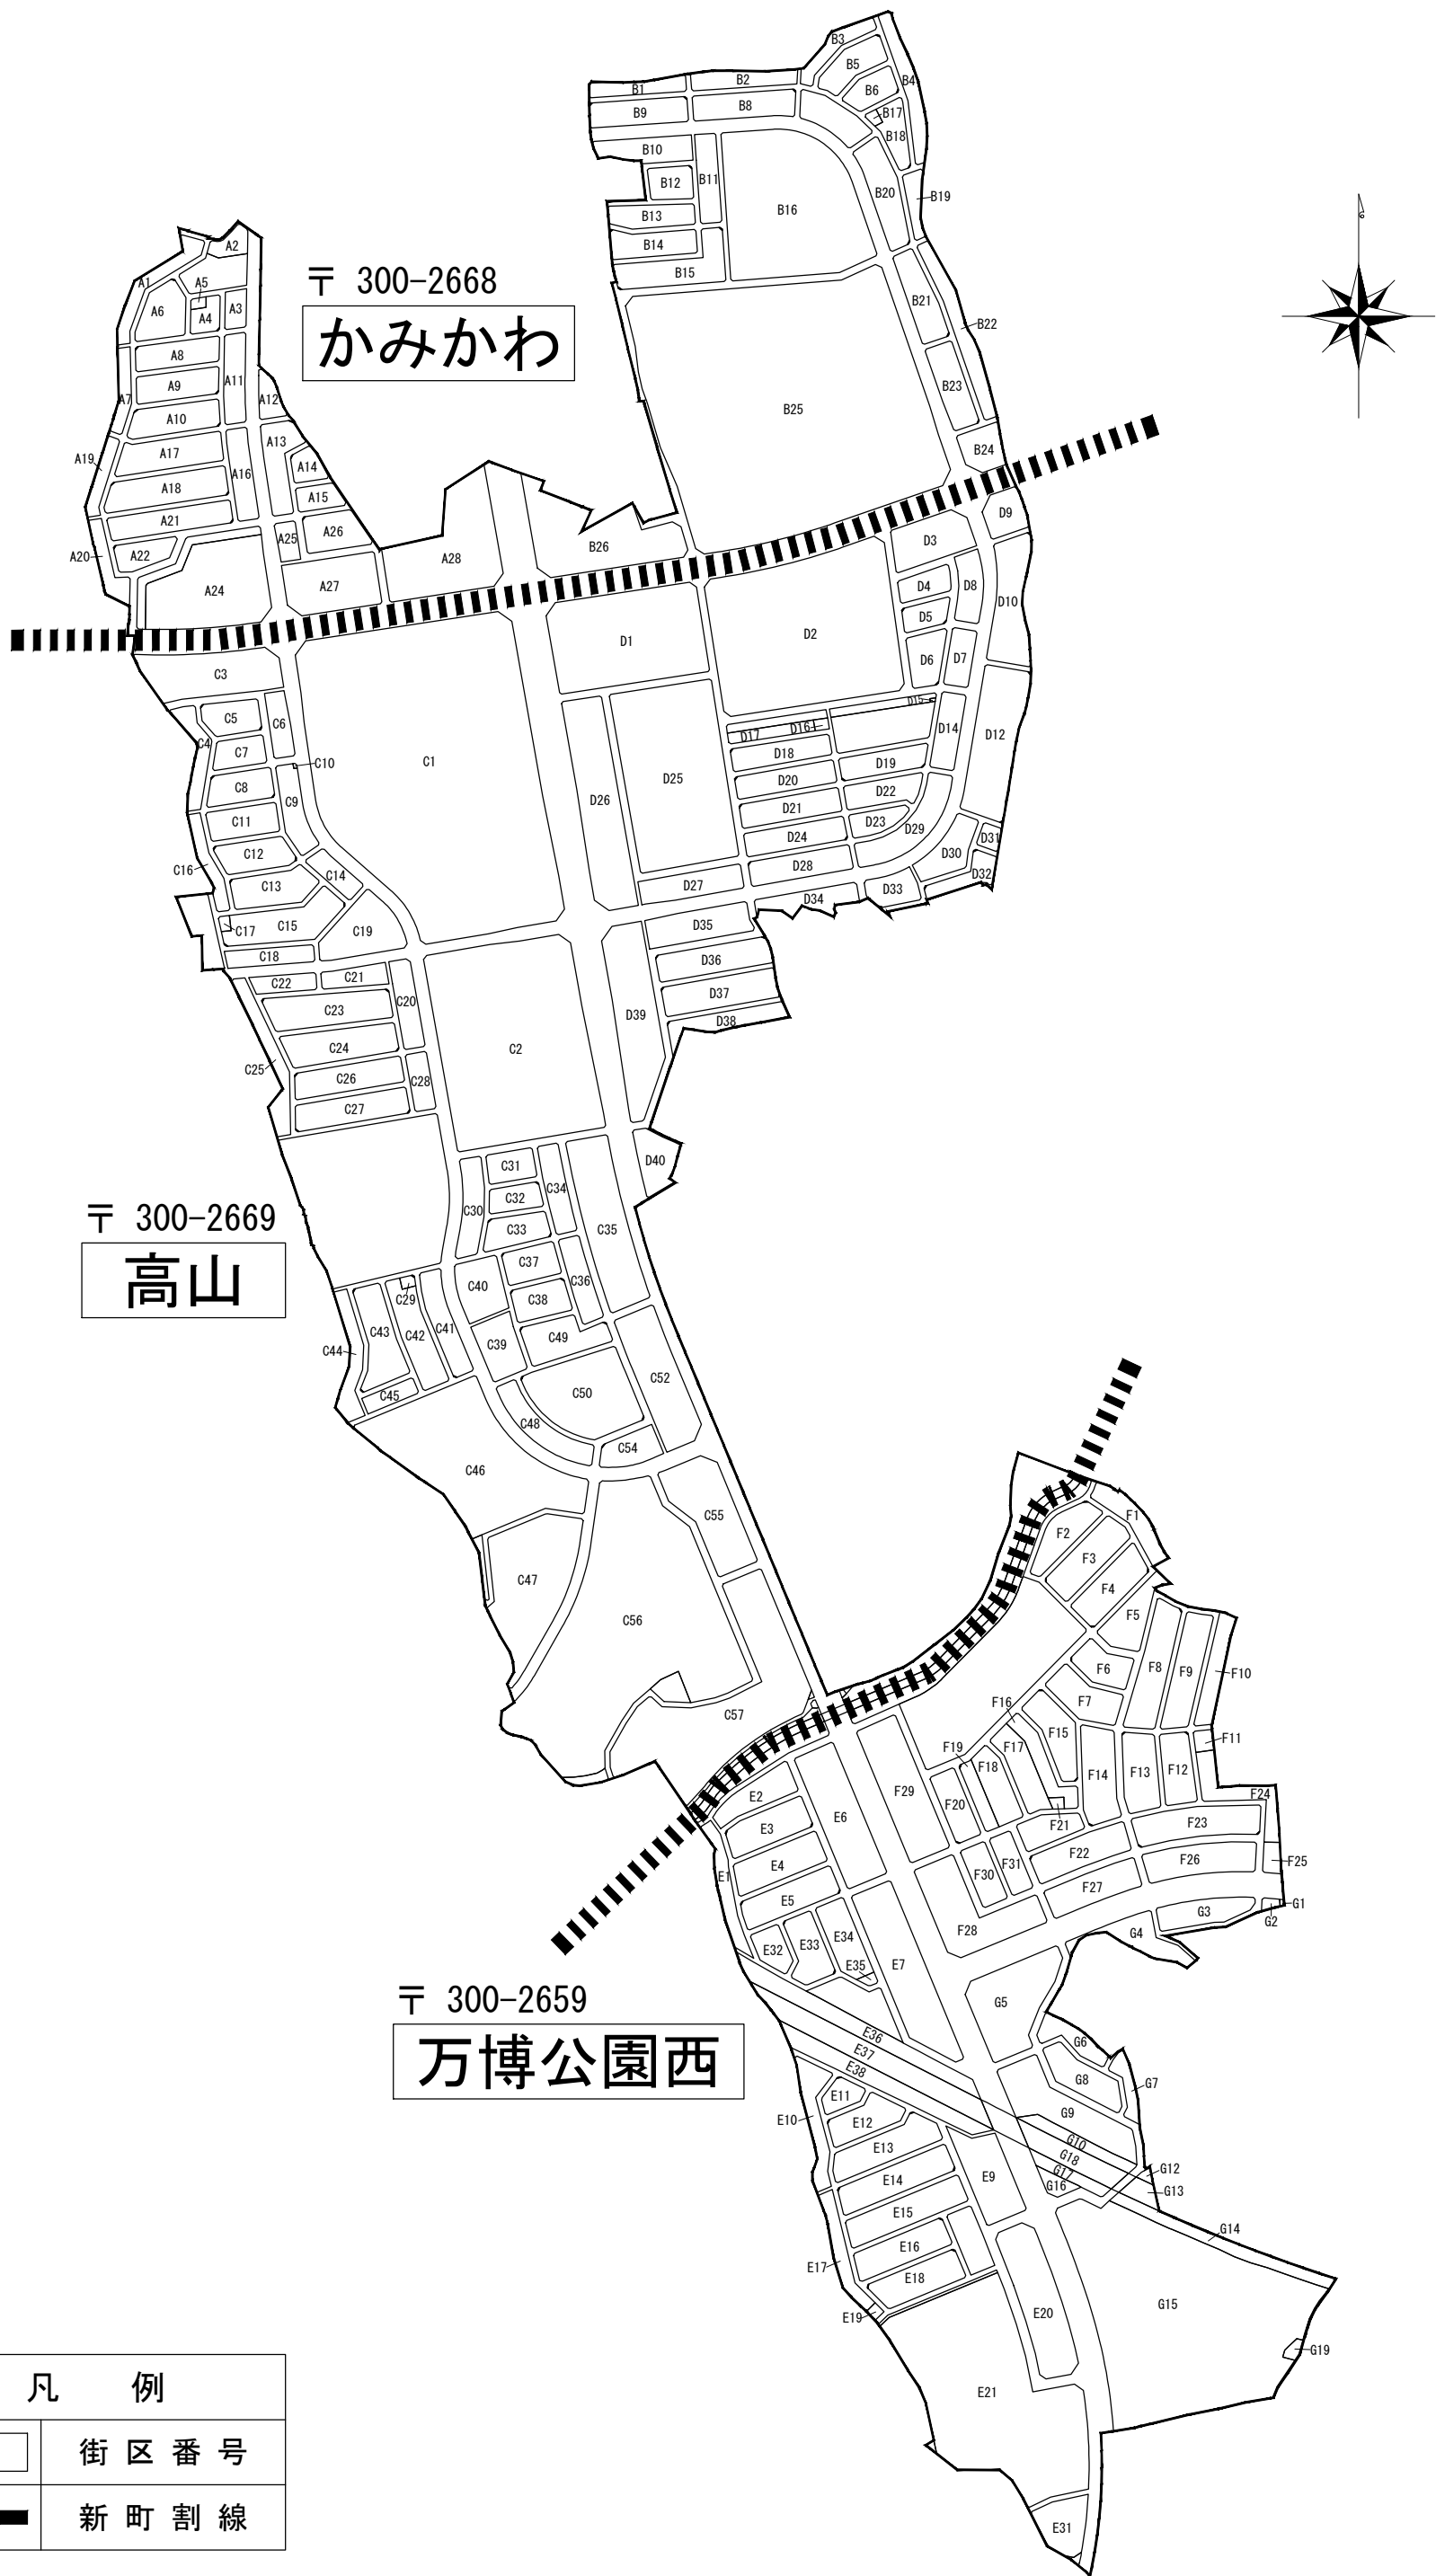 B3
B5
B4
B1
B2
B6
B9
B8
B17
B18
B10
B12
B11
B16
B20
B19
B13
B14
B15
A2
A1
A5
A6
A4
A3
〒 300-2668
かみかわ
B21
B22
A8
A11
A9
A7
A12
A10
B23
B25
B24
A13
A19
A17
A14
A16
A18
A15
A21
A25
A26
A20
A22
A28
B26
A24
A27
D9
D3
D4
D8
D10
D5
D1
D2
D6
D7
C3
C5
C6
C4
C7
C10
C1
C8
C9
C11
C12
C16
C14
C13
C17
C15
C19
C18
D15
D17
D16
D14
D12
D18
D19
D25
D20
D22
D26
D21
D23
D29
D24
D31
D30
D28
D27
D32
D33
D34
D35
D36
D37
D38
D39
C22
C21
C20
C23
C2
C24
C25
C26
C28
C27
D40
C31
C34
C32
C30
C33
C35
〒 300-2669
高山
C37
C40
C36
C29
C38
C43
C42
C41
C39
C49
C44
C45
C50
C52
C48
C54
C46
C55
C47
C56
C57
F1
F2
F3
F4
F5
F6
F8
F9
F10
F7
F16
F15
F17
F11
F19
F18
F14
F13
F12
F29
F20
F24
F21
F23
F22
F26
F25
F31
F30
F27
F28
E2
E6
E3
E4
E1
E5
E34
E32
E33
E35
E7
G3
G1
G2
G4
G5
〒 300-2659
万博公園西
E36
E37
E38
G6
G8
G7
G9
G10
G18
G17
G16
G12
G13
G14
G15
G19
E11
E10
E12
E13
E14
E9
E15
E16
E17
E18
E19
E20
E21
E31
凡 例
街区番号
新町割線